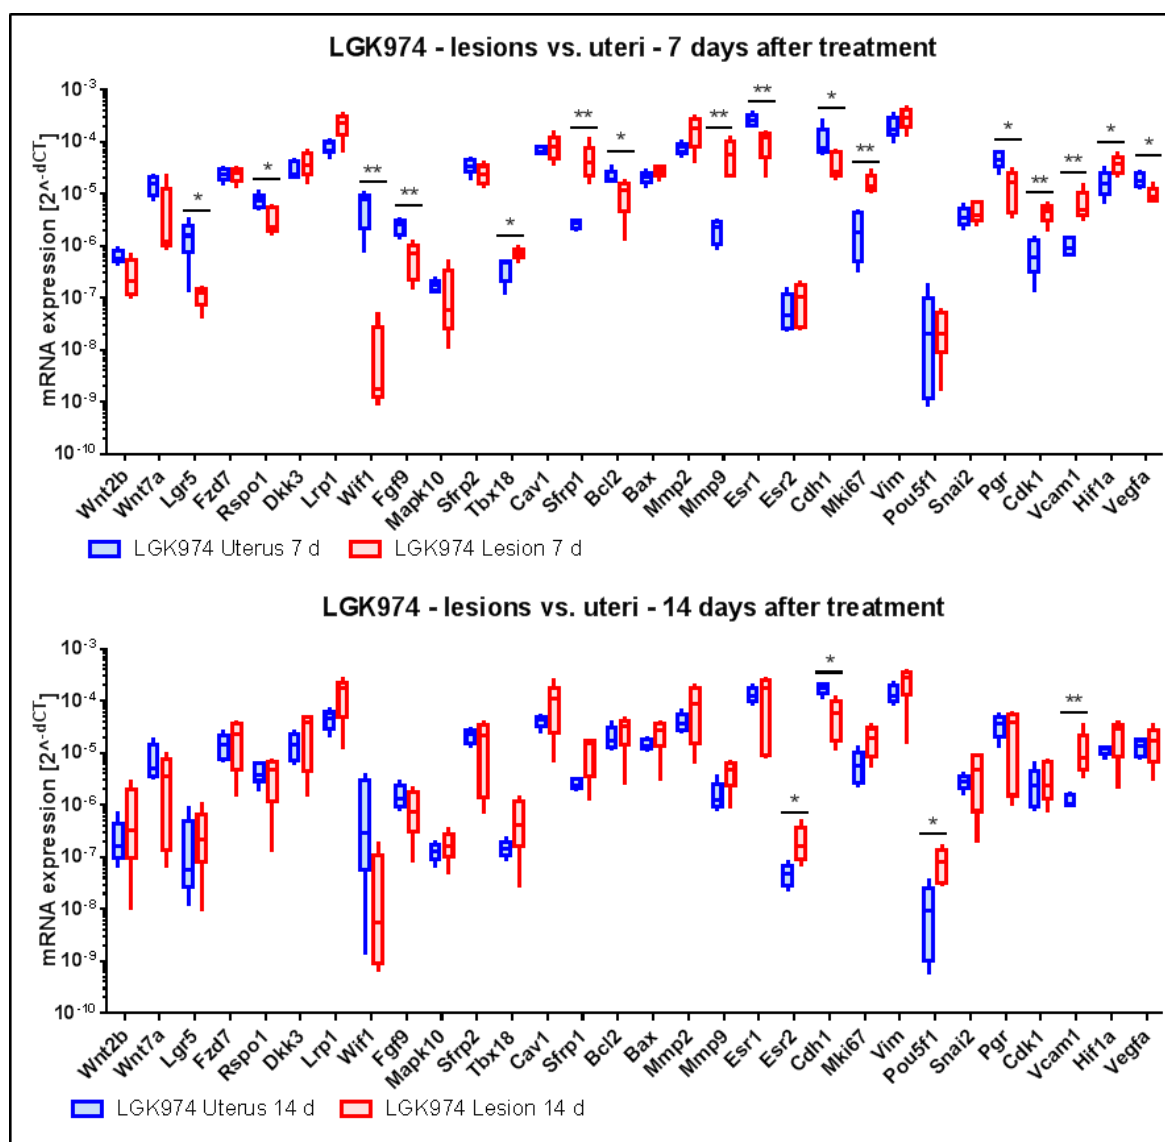 LGK974 - lesions vs. uteri - 7 days after treatment
mRNA expression [2^-dCT]
10-3
10-4
10-5
10-6
10-7
10-8
10-9
10-10
* * ** ** * ** * ** ** * ** * ** ** * *
Wnt2b Wnt7a Lgr5 Fzd7 Rspo1 Dkk3 Lrp1 Wif1 Fgf9 Mapk10 Sfrp2 Tbx18 Cav1 Sfrp1 Bcl2 Bax Mmp2 Mmp9 Esr1 Esr2 Cdh1 Mki67 Vim Pou5f1 Snai2 Pgr Cdk1 Vcam1 Hif1a Vegfa
LGK974 Uterus 7 d LGK974 Lesion 7 d
LGK974 - lesions vs. uteri - 14 days after treatment
mRNA expression [2^-dCT]
10-3
10-4
10-5
10-6
10-7
10-8
10-9
10-10
* * * **
Wnt2b Wnt7a Lgr5 Fzd7 Rspo1 Dkk3 Lrp1 Wif1 Fgf9 Mapk10 Sfrp2 Tbx18 Cav1 Sfrp1 Bcl2 Bax Mmp2 Mmp9 Esr1 Esr2 Cdh1 Mki67 Vim Pou5f1 Snai2 Pgr Cdk1 Vcam1 Hif1a Vegfa
LGK974 Uterus 14 d LGK974 Lesion 14 d